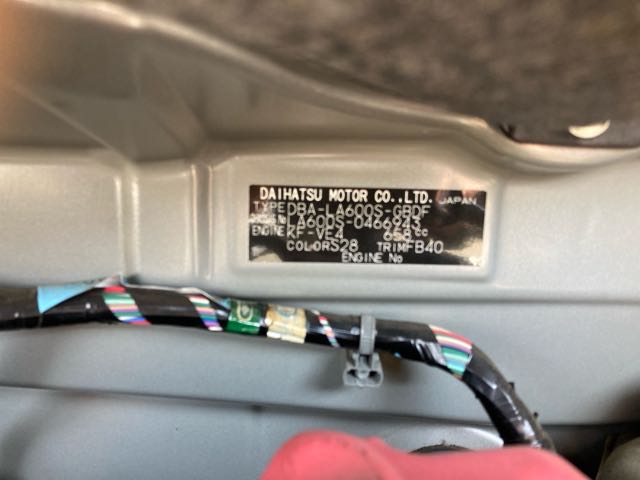 DAIHATSU MOTOR CO.,LTD. JAPAN
TYPE DBA-LA600S-GBDF
LA600S-0466943
ENGINE KF-VE4 658cc
COLOR S28 TRIM FB40
ENGINE No